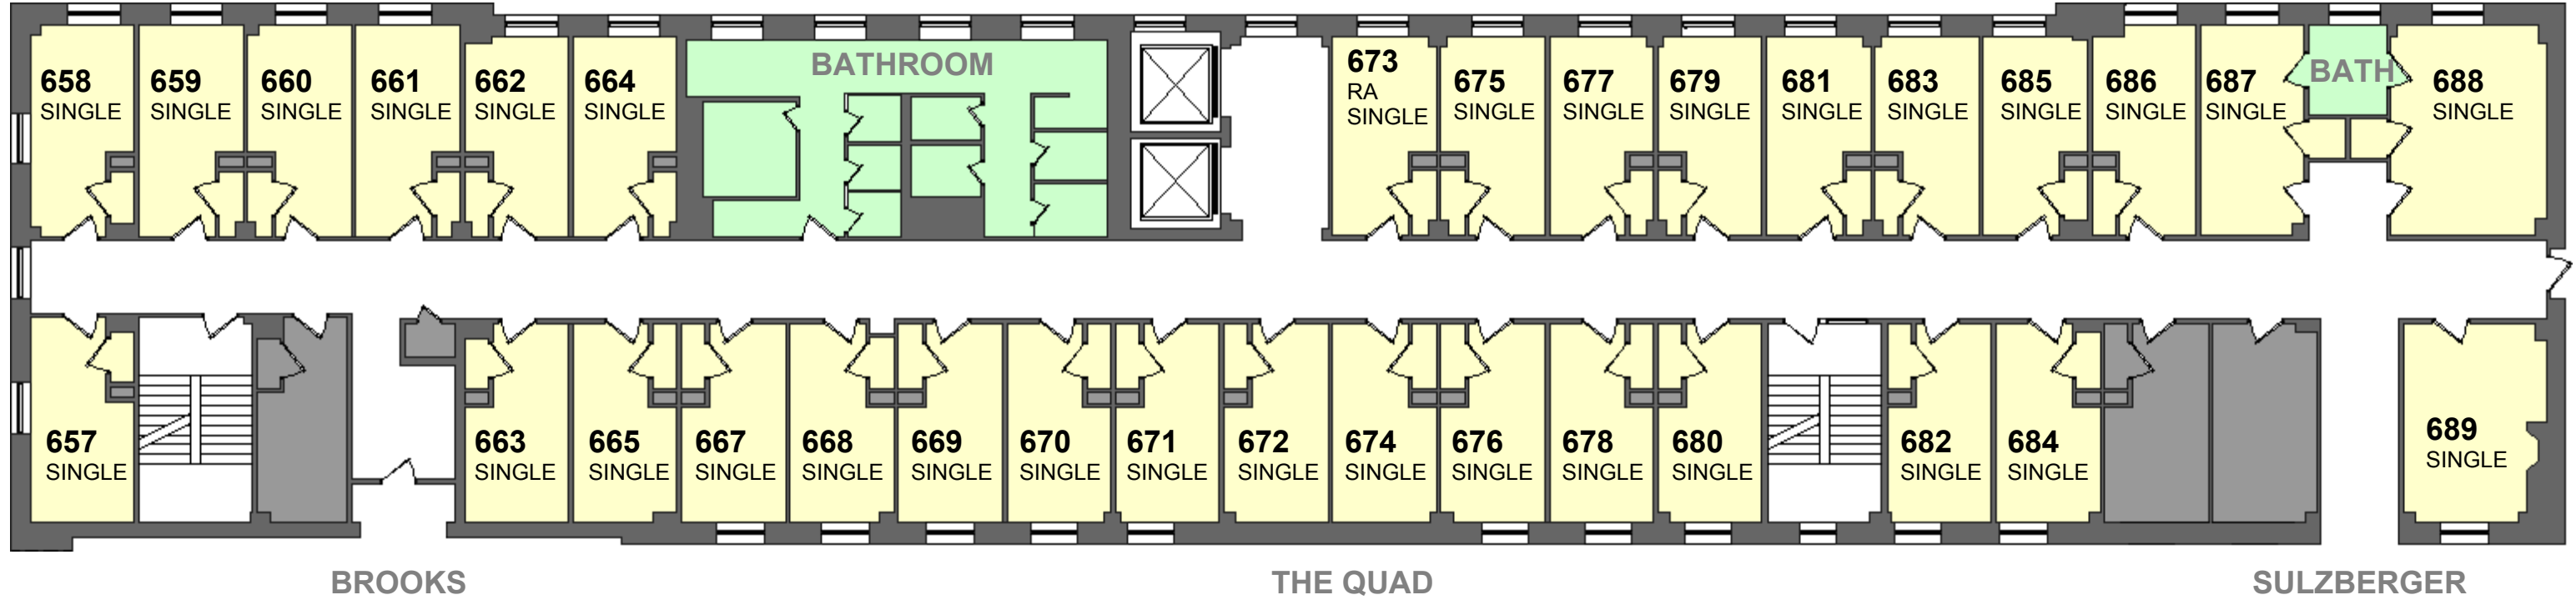 658
SINGLE
659
SINGLE
660
SINGLE
661
SINGLE
662
SINGLE
664
SINGLE
BATHROOM
673
RA
SINGLE
675
SINGLE
677
SINGLE
679
SINGLE
681
SINGLE
683
SINGLE
685
SINGLE
686
SINGLE
687
SINGLE
BATH
688
SINGLE
657
SINGLE
663
SINGLE
665
SINGLE
667
SINGLE
668
SINGLE
669
SINGLE
670
SINGLE
671
SINGLE
672
SINGLE
674
SINGLE
676
SINGLE
678
SINGLE
680
SINGLE
682
SINGLE
684
SINGLE
689
SINGLE
BROOKS
THE QUAD
SULZBERGER